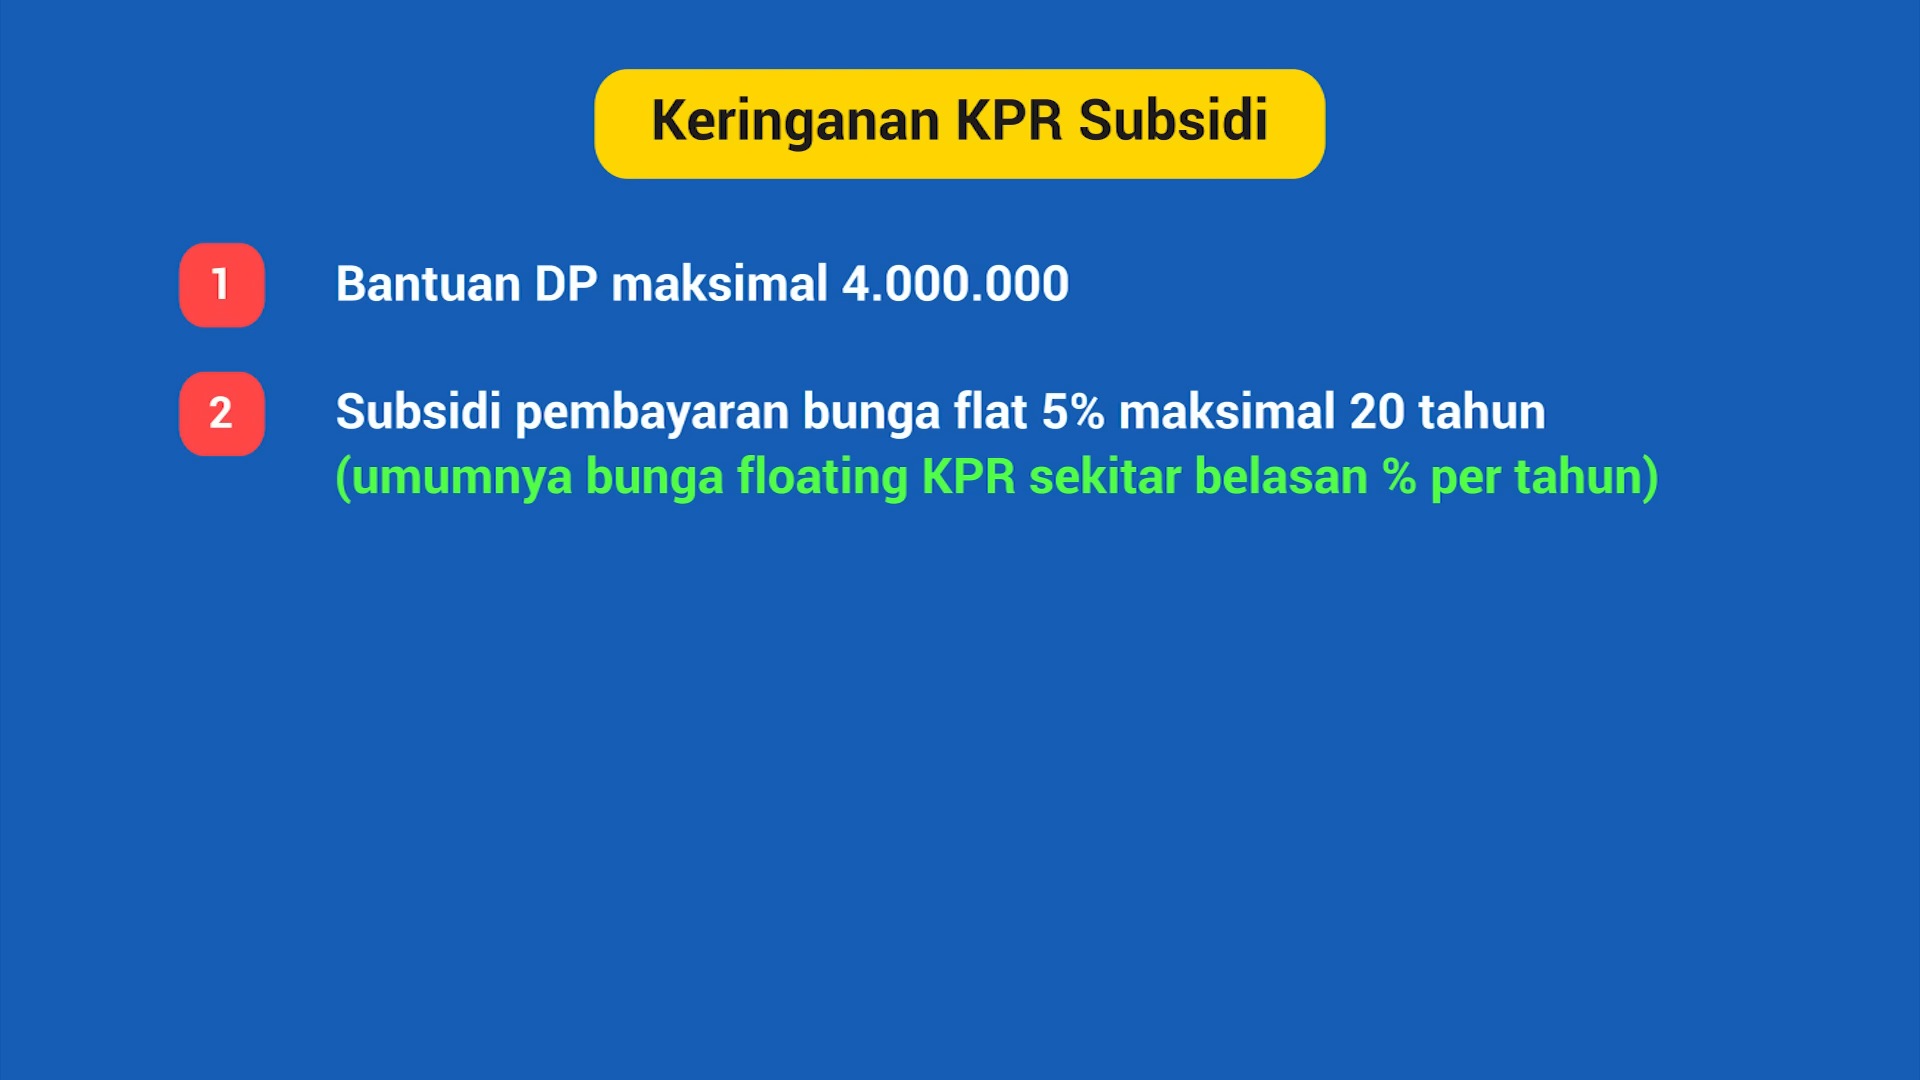 Keringanan KPR Subsidi
1
Bantuan DP maksimal 4.000.000
2
Subsidi pembayaran bunga flat 5% maksimal 20 tahun
(umumnya bunga floating KPR sekitar belasan % per tahun)